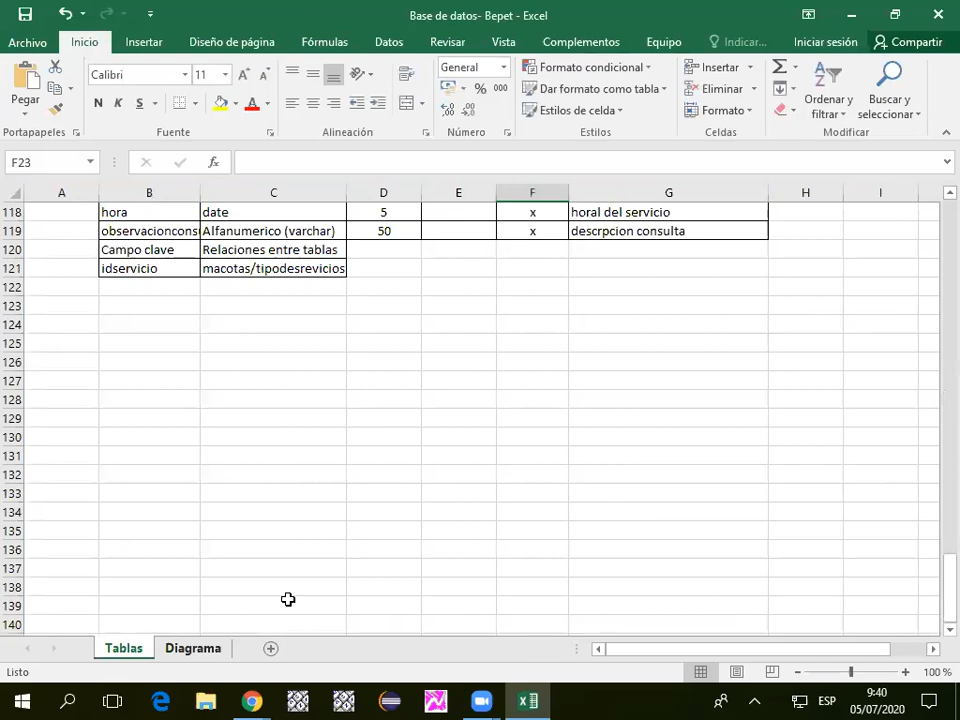 Base de datos- Bepet - Excel
Archivo Inicio Insertar Diseño de página Fórmulas Datos Revisar Vista Complementos Equipo Indicar... Iniciar sesión Compartir
Pegar
Calibri 11
N K S
General
% 000
Formato condicional
Dar formato como tabla
Estilos de celda
Insertar
Eliminar
Formato
Ordenar y filtrar
Buscar y seleccionar
Portapapeles Fuente Alineación Número Estilos Celdas Modificar
F23 fx
A B C D E F G H I
118 hora date 5 x horal del servicio
119 observacioncons Alfanumerico (varchar) 50 x descrpcion consulta
120 Campo clave Relaciones entre tablas
121 idservicio macotas/tipodesrevicios
122
123
124
125
126
127
128
129
130
131
132
133
134
135
136
137
138
139
140
Tablas Diagrama
Listo 100 %
ESP 9:40
05/07/2020